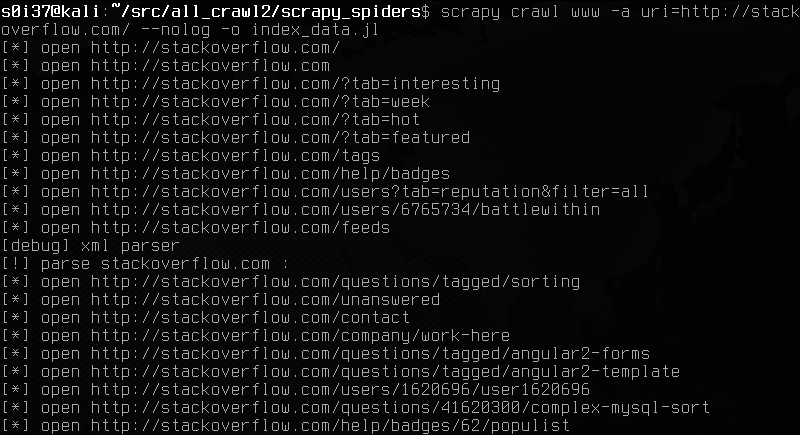 s0i37@kali:~/src/all_crawl2/scrapy_spiders$ scrapy crawl www -a uri=http://stack
overflow.com/ --nolog -o index_data.jl
[*] open http://stackoverflow.com/
[*] open http://stackoverflow.com
[*] open http://stackoverflow.com/?tab=interesting
[*] open http://stackoverflow.com/?tab=week
[*] open http://stackoverflow.com/?tab=hot
[*] open http://stackoverflow.com/?tab=featured
[*] open http://stackoverflow.com/tags
[*] open http://stackoverflow.com/help/badges
[*] open http://stackoverflow.com/users?tab=reputation&filter=all
[*] open http://stackoverflow.com/users/6765734/battlewithin
[*] open http://stackoverflow.com/feeds
[debug] xml parser
[!] parse stackoverflow.com :
[*] open http://stackoverflow.com/questions/tagged/sorting
[*] open http://stackoverflow.com/unanswered
[*] open http://stackoverflow.com/contact
[*] open http://stackoverflow.com/company/work-here
[*] open http://stackoverflow.com/questions/tagged/angular2-forms
[*] open http://stackoverflow.com/questions/tagged/angular2-template
[*] open http://stackoverflow.com/users/1620696/user1620696
[*] open http://stackoverflow.com/questions/41620300/complex-mysql-sort
[*] open http://stackoverflow.com/help/badges/62/populist